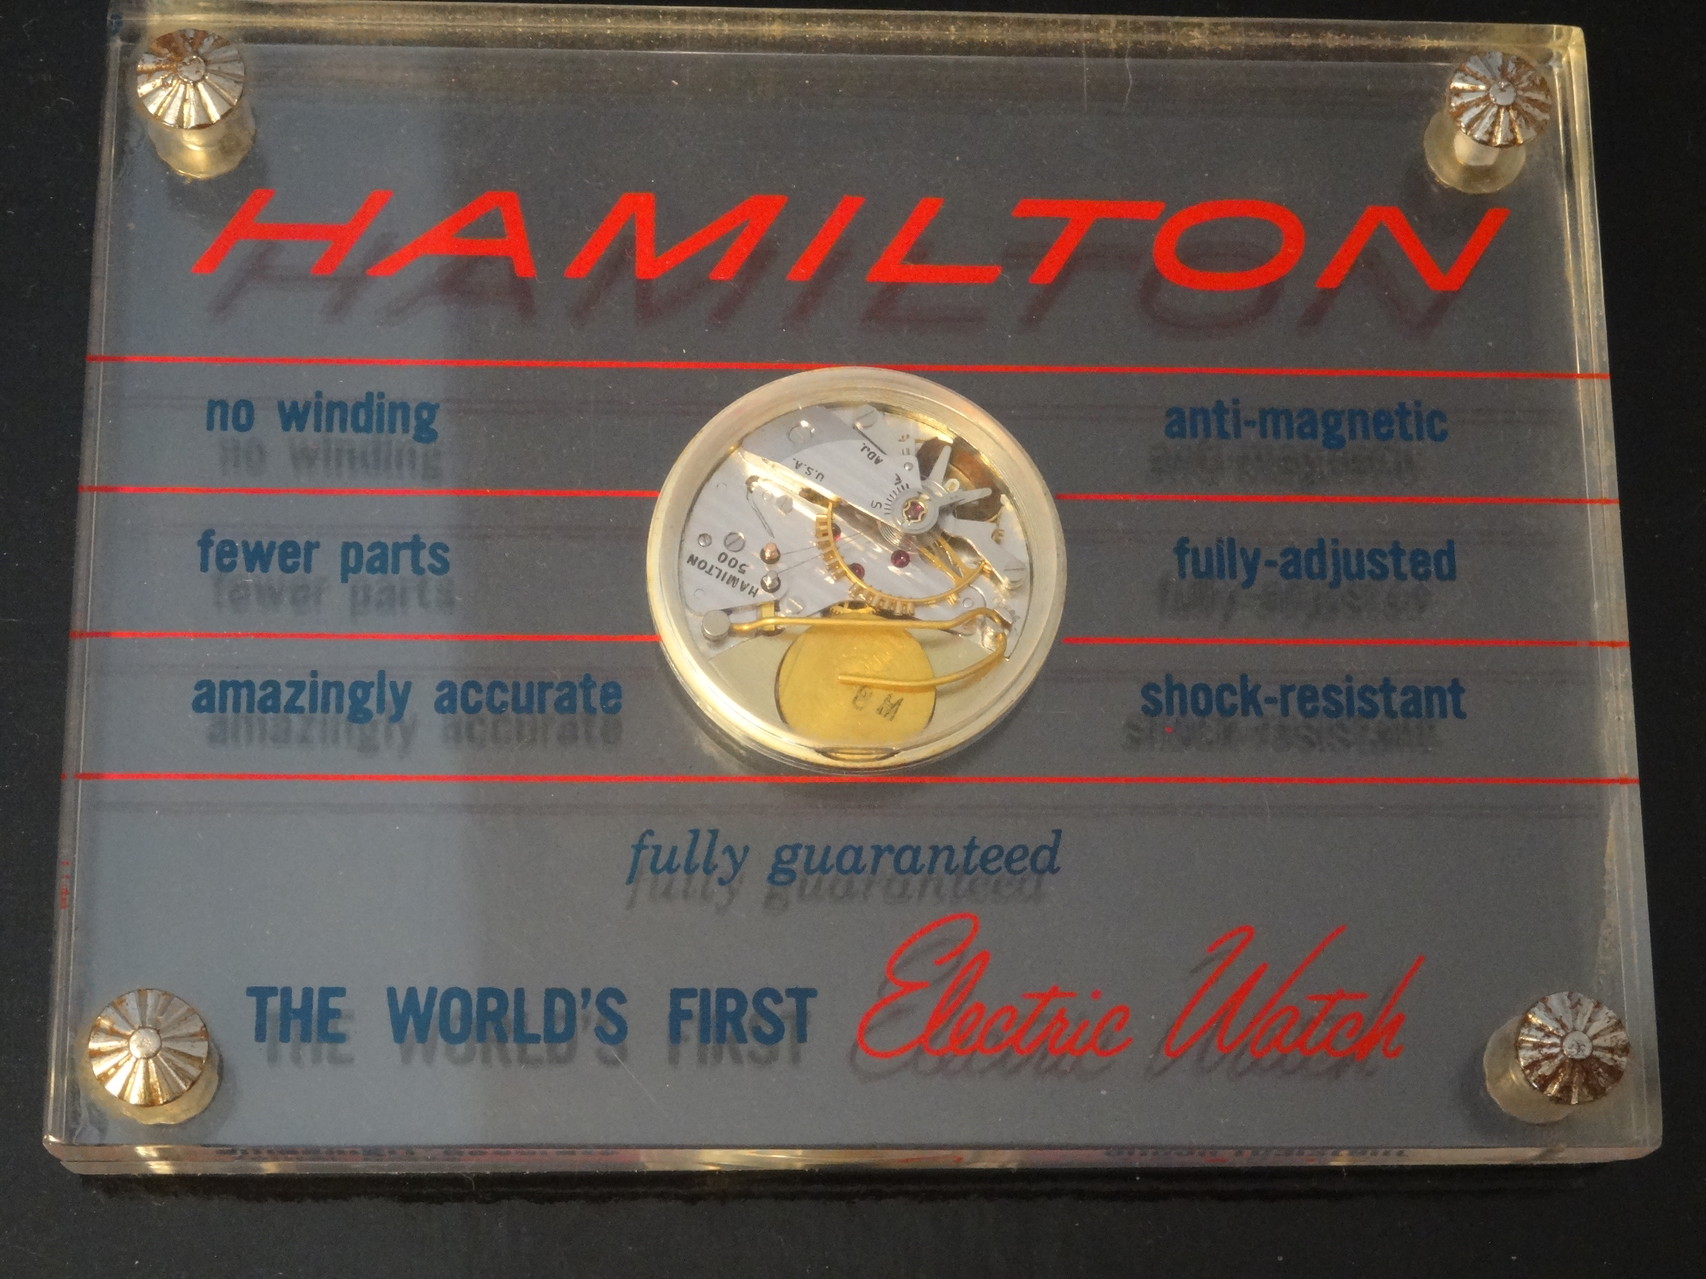 HAMILTON
no winding
anti-magnetic
fewer parts
fully-adjusted
amazingly accurate
shock-resistant
U.S.A.
ADJ.
S
HAMILTON
500
fully guaranteed
THE WORLD'S FIRST Electric Watch